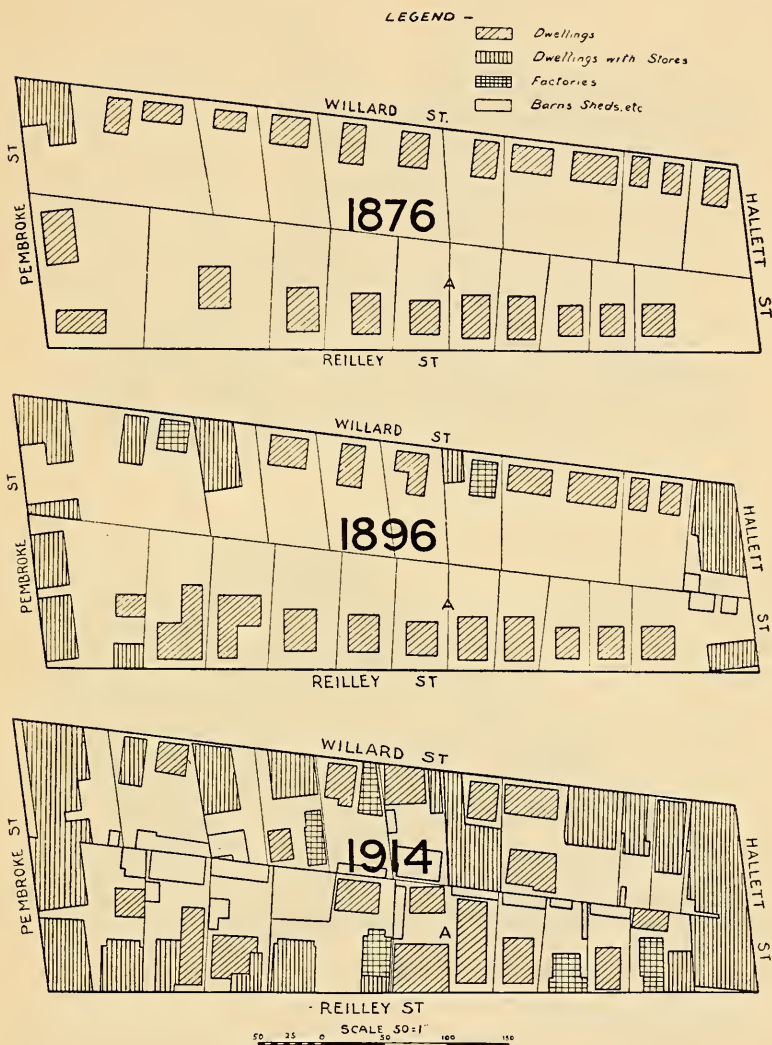 LEGEND –
Dwellings
Dwellings with Stores
Factories
Barns Sheds, etc
WILLARD ST.
PEMBROKE ST
1876
HALLETT ST
A
REILLEY ST
WILLARD ST
PEMBROKE ST
1896
HALLETT ST
A
REILLEY ST
WILLARD ST
PEMBROKE ST
1914
HALLETT ST
A
REILLEY ST
SCALE 50:1"
50 25 0 50 100 150